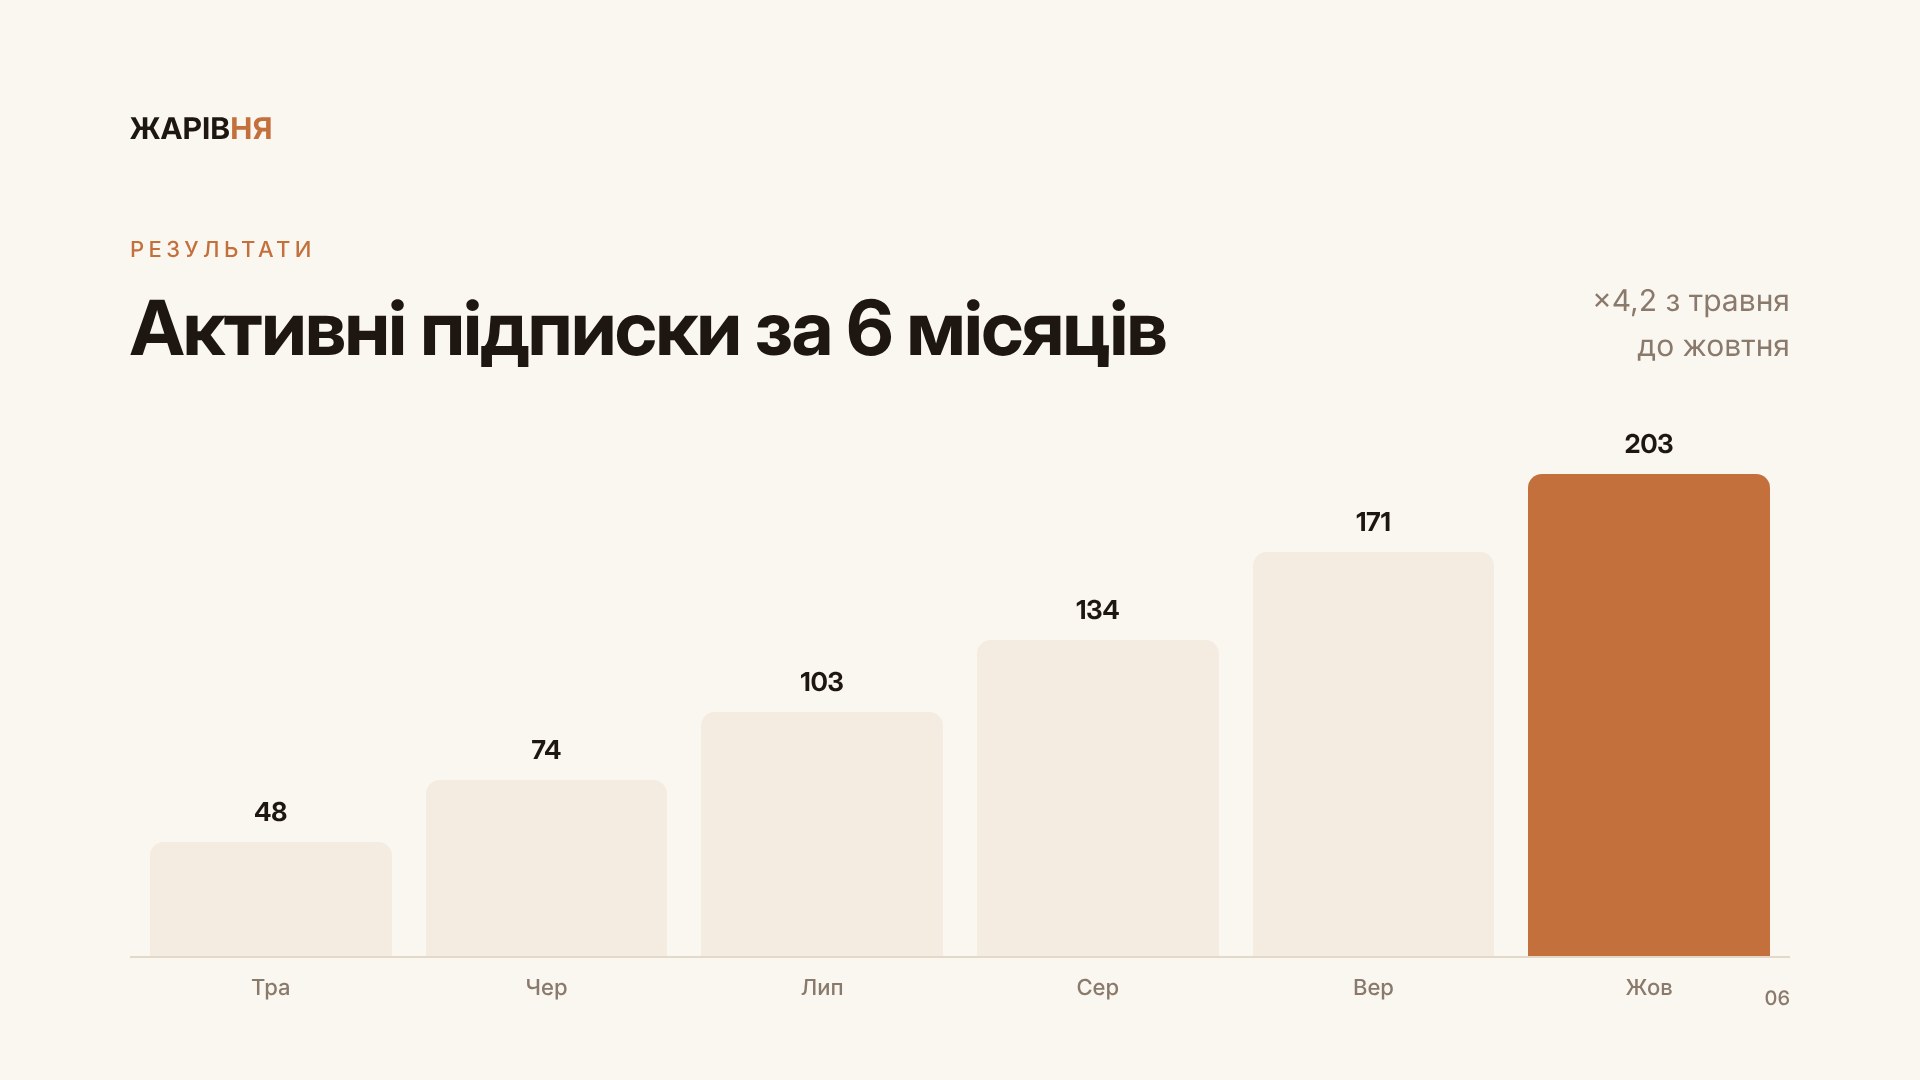 ЖАРІВНЯ
РЕЗУЛЬТАТИ
Активні підписки за 6 місяців
×4,2 з травня
до жовтня
48
74
103
134
171
203
Тра
Чер
Лип
Сер
Вер
Жов
06